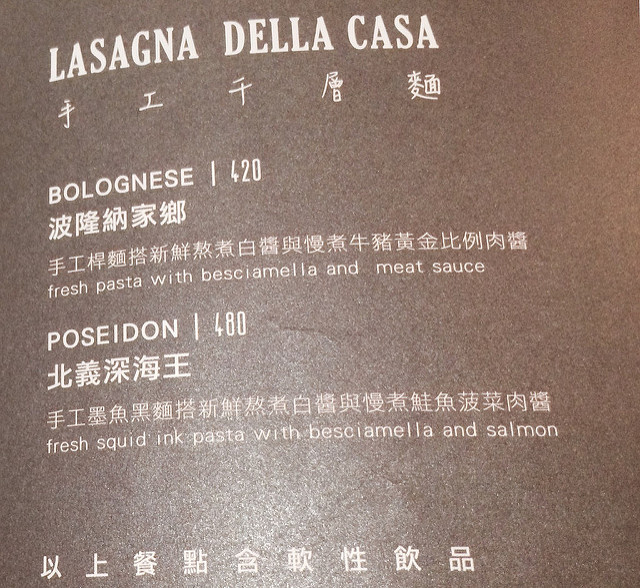 LASAGNA DELLA CASA
手工千層麵
BOLOGNESE | 420
波隆納家鄉
手工桿麵搭新鮮熬煮白醬與慢煮牛豬黃金比例肉醬
fresh pasta with besciamella and meat sauce
POSEIDON | 480
北義深海王
手工墨魚黑麵搭新鮮熬煮白醬與慢煮鮭魚菠菜肉醬
fresh squid ink pasta with besciamella and salmon
以上餐點含軟性飲品